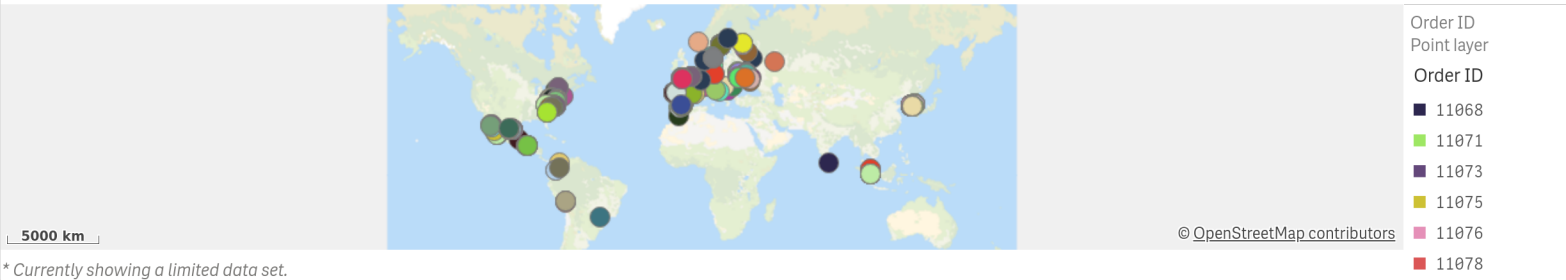 5000 km
© OpenStreetMap contributors
* Currently showing a limited data set.
Order ID
Point layer
Order ID
11068
11071
11073
11075
11076
11078